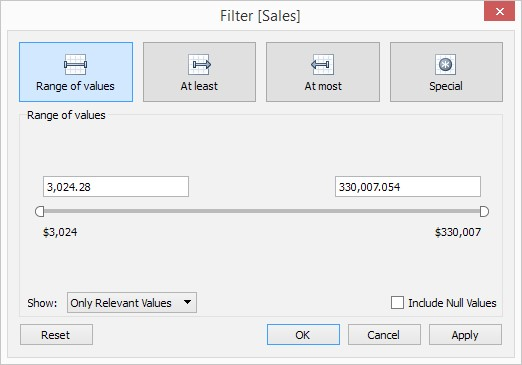 Filter [Sales]
Range of values
At least
At most
Special
Range of values
3,024.28
330,007.054
$3,024
$330,007
Show:
Only Relevant Values
Include Null Values
Reset
OK
Cancel
Apply